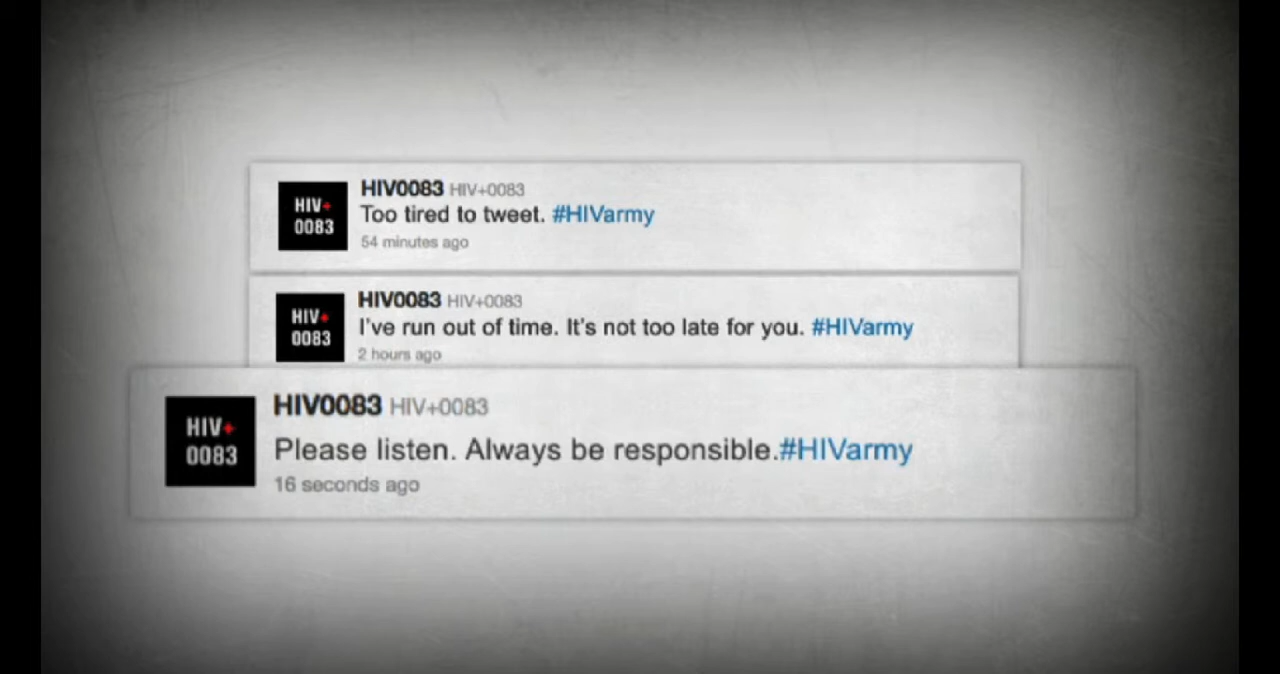 HIV+
0083
HIV0083 HIV+0083
Too tired to tweet. #HIVarmy
54 minutes ago
HIV+
0083
HIV0083 HIV+0083
I've run out of time. It's not too late for you. #HIVarmy
2 hours ago
HIV+
0083
HIV0083 HIV+0083
Please listen. Always be responsible.#HIVarmy
16 seconds ago